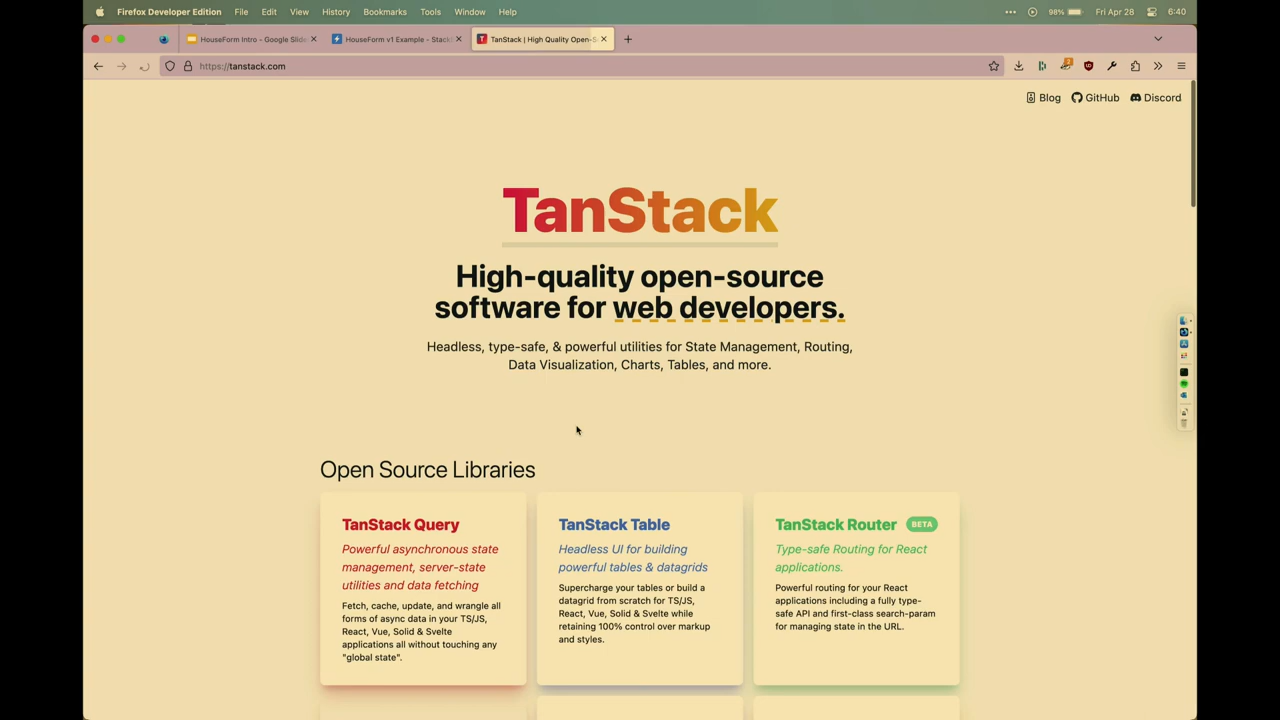 Firefox Developer Edition File Edit View History Bookmarks Tools Window Help 98% Fri Apr 28 6:40
HouseForm Intro - Google Slide
HouseForm v1 Example - Stack
TanStack | High Quality Open-S
https://tanstack.com
Blog GitHub Discord
TanStack
High-quality open-source
software for web developers.
Headless, type-safe, & powerful utilities for State Management, Routing,
Data Visualization, Charts, Tables, and more.
Open Source Libraries
TanStack Query
Powerful asynchronous state
management, server-state
utilities and data fetching
Fetch, cache, update, and wrangle all
forms of async data in your TS/JS,
React, Vue, Solid & Svelte
applications all without touching any
"global state".
TanStack Table
Headless UI for building
powerful tables & datagrids
Supercharge your tables or build a
datagrid from scratch for TS/JS,
React, Vue, Solid & Svelte while
retaining 100% control over markup
and styles.
TanStack Router BETA
Type-safe Routing for React
applications.
Powerful routing for your React
applications including a fully type-
safe API and first-class search-param
for managing state in the URL.